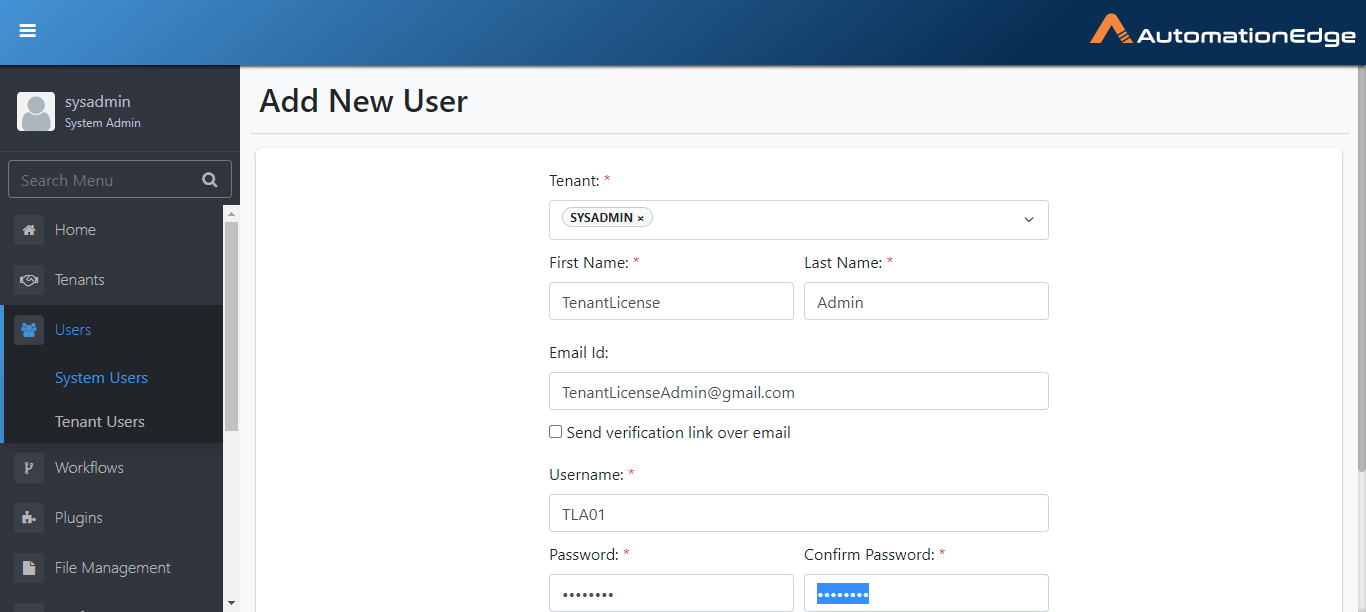 AutomationEdge
sysadmin
System Admin
Search Menu
Home
Tenants
Users
System Users
Tenant Users
Workflows
Plugins
File Management
Add New User
Tenant: *
SYSADMIN ×
First Name: * Last Name: *
TenantLicense Admin
Email Id:
TenantLicenseAdmin@gmail.com
Send verification link over email
Username: *
TLA01
Password: * Confirm Password: *
•••••••• ••••••••